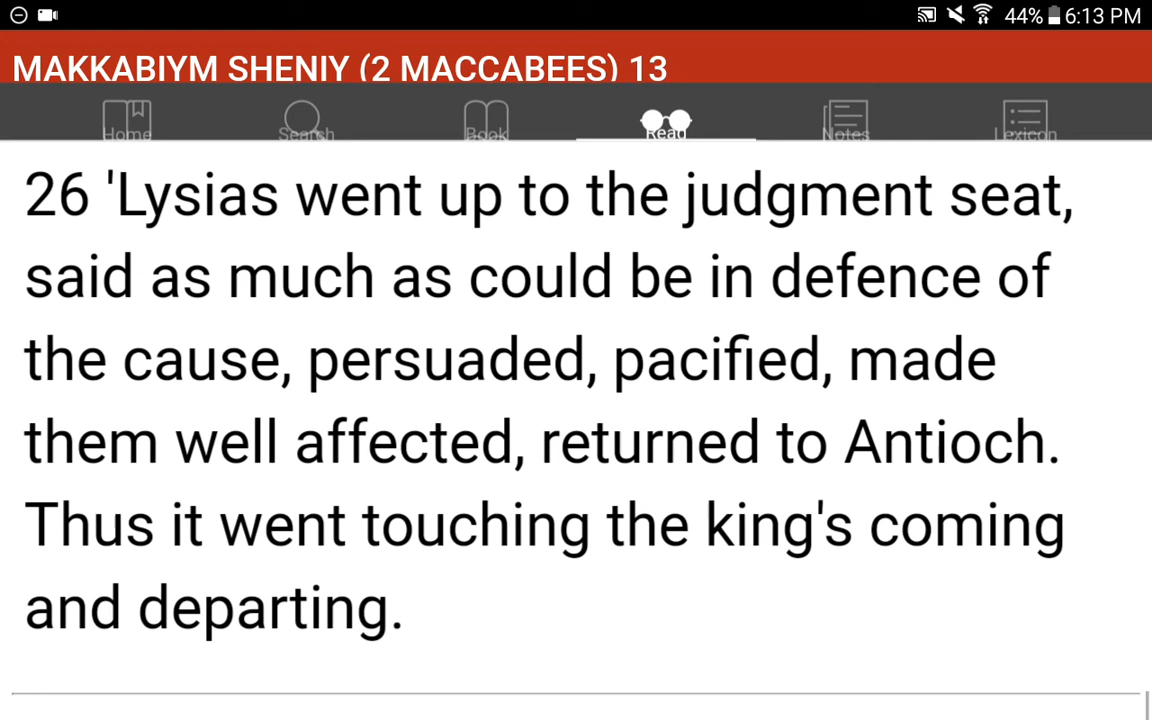 44% 6:13 PM
MAKKABIYM SHENIY (2 MACCABEES) 13
Home Search Book Read Notes Lexicon
26 'Lysias went up to the judgment seat,
said as much as could be in defence of
the cause, persuaded, pacified, made
them well affected, returned to Antioch.
Thus it went touching the king's coming
and departing.